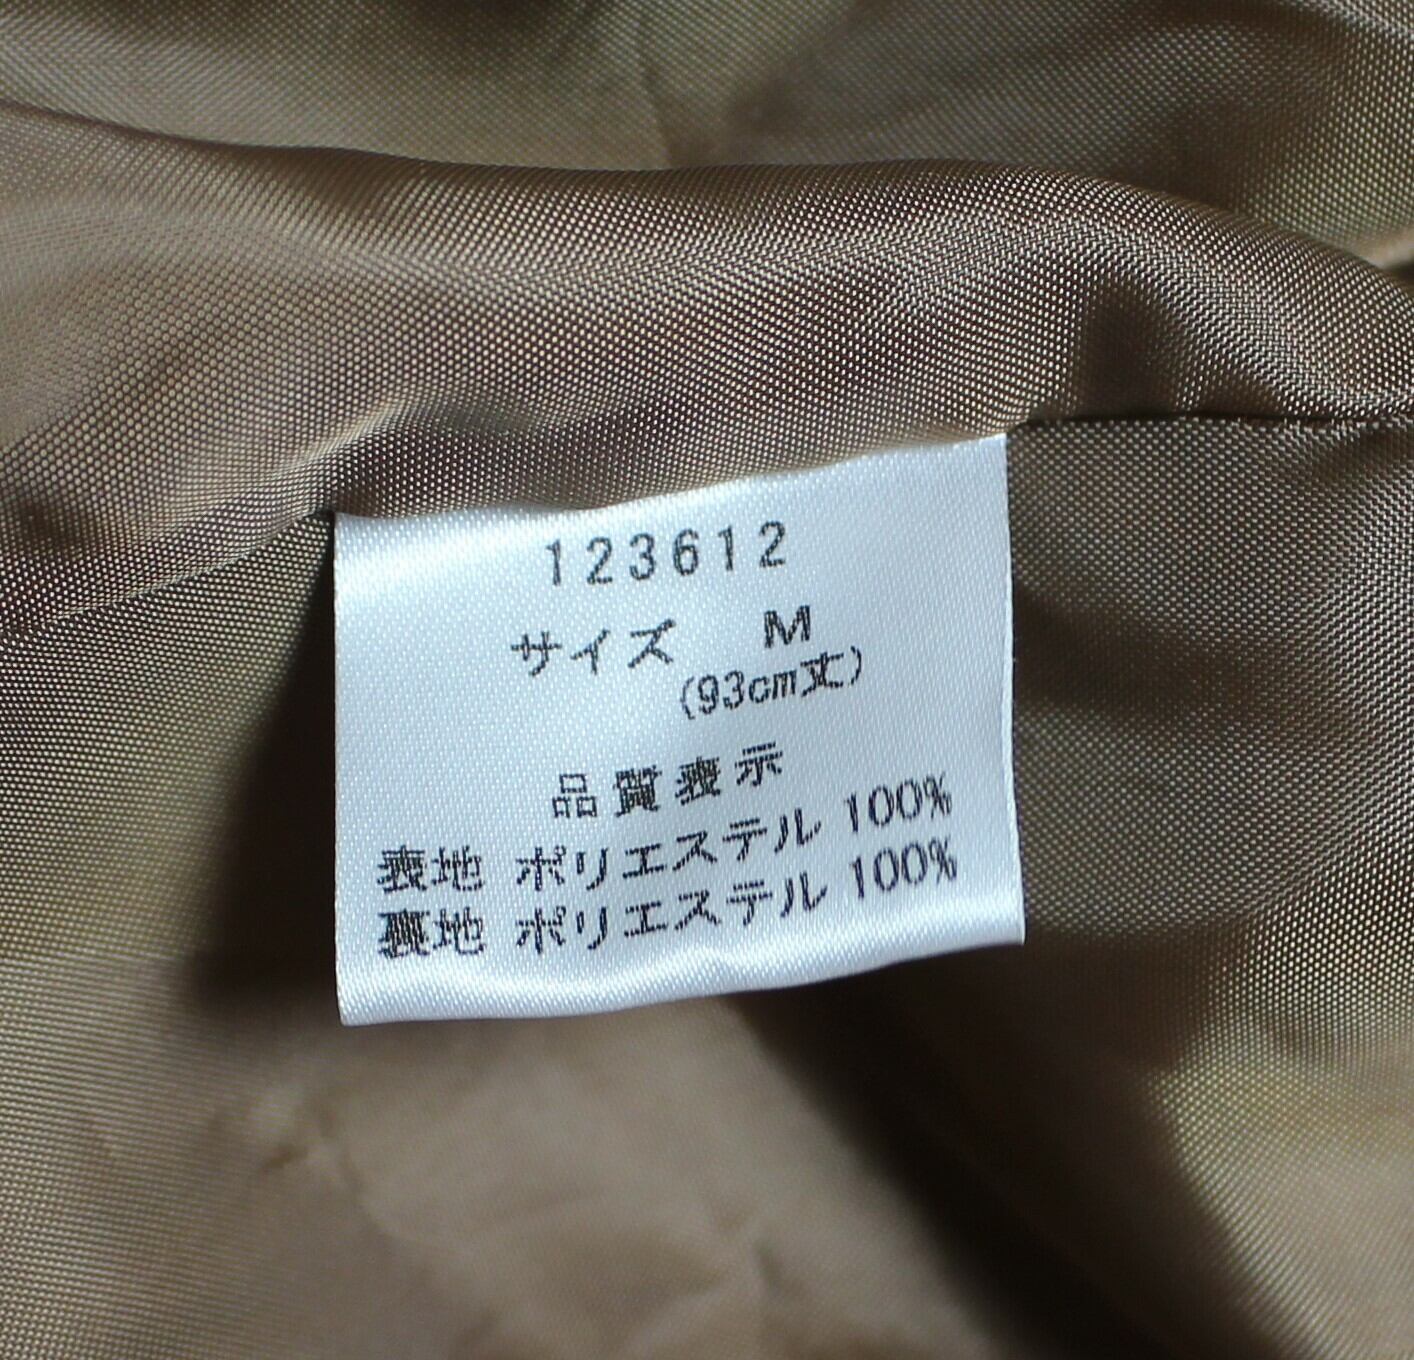 123612
サイズ M
(93cm丈)
品質表示
表地 ポリエステル 100%
裏地 ポリエステル 100%